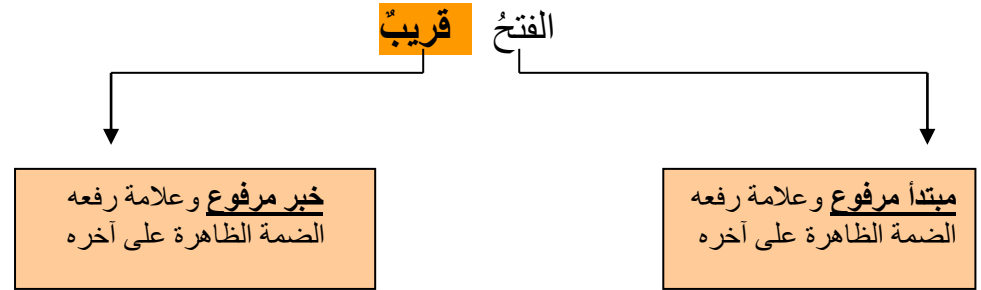 الفتحُ قريبٌ
مبتدأ مرفوع وعلامة رفعه
الضمة الظاهرة على آخره
خبر مرفوع وعلامة رفعه
الضمة الظاهرة على آخره